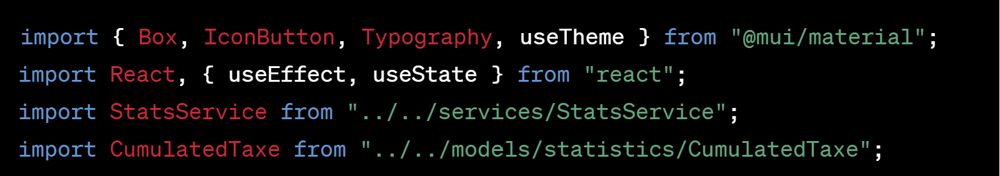 import { Box, IconButton, Typography, useTheme } from "@mui/material";
import React, { useEffect, useState } from "react";
import StatsService from "../../services/StatsService";
import CumulatedTaxe from "../../models/statistics/CumulatedTaxe";